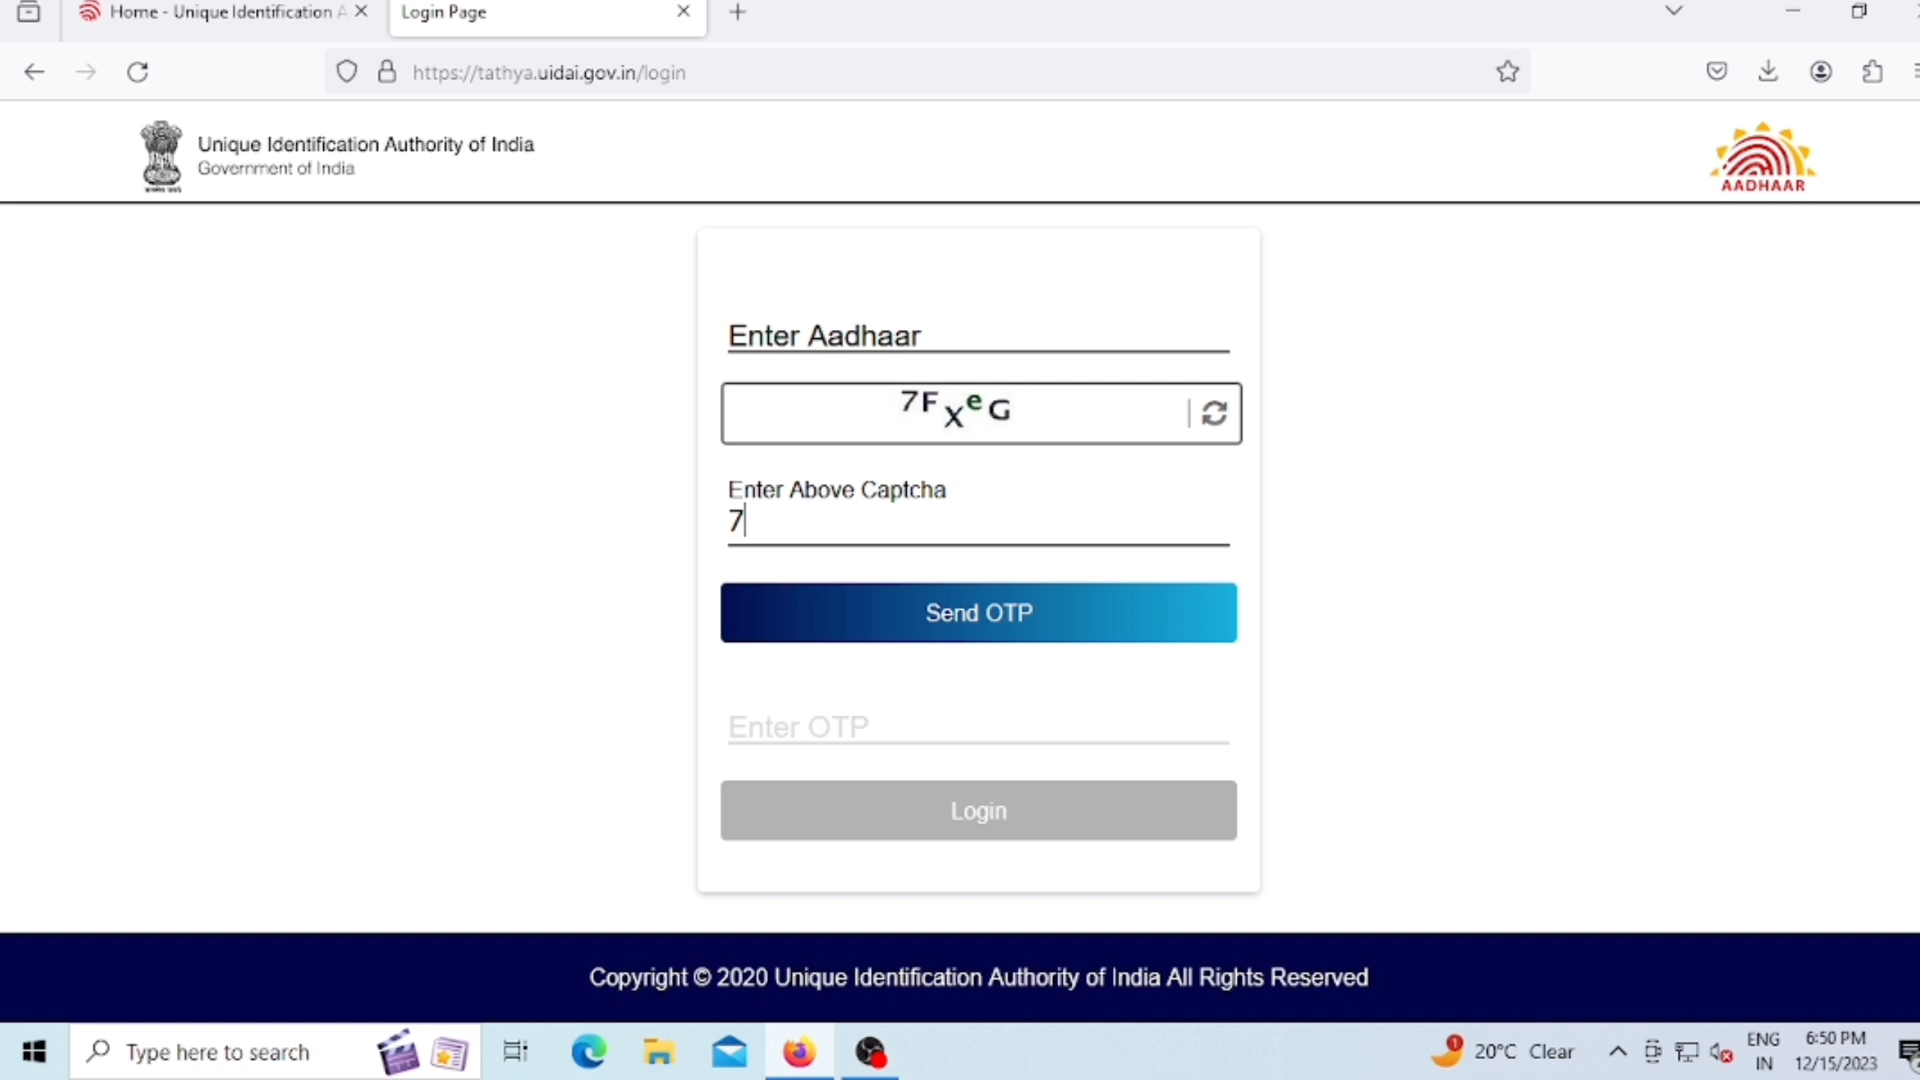 Home - Unique Identification A
Login Page
https://tathya.uidai.gov.in/login
Unique Identification Authority of India
Government of India
AADHAAR
Enter Aadhaar
7FXeG
Enter Above Captcha
7
Send OTP
Enter OTP
Login
Copyright © 2020 Unique Identification Authority of India All Rights Reserved
Type here to search
1
20°C Clear
ENG
IN
6:50 PM
12/15/2023